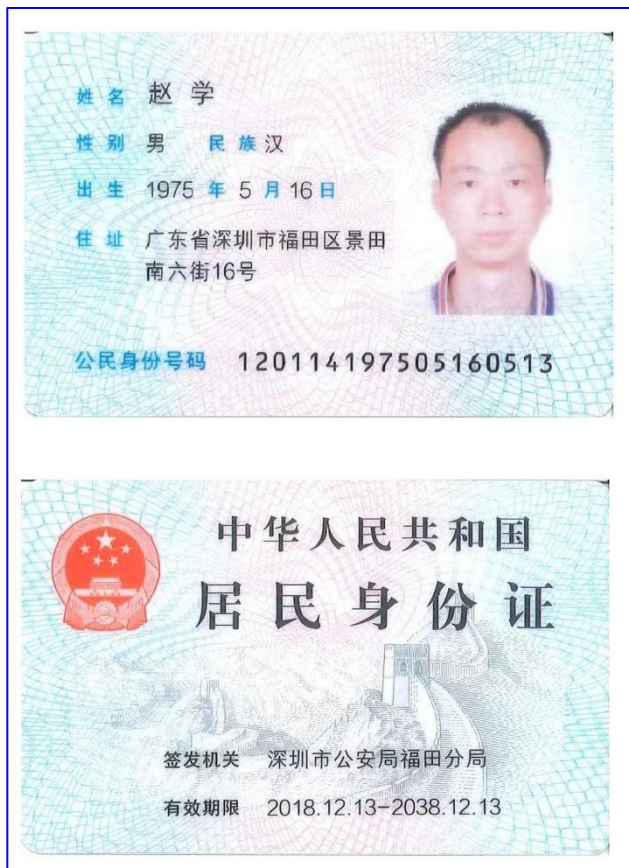 姓名 赵学
性别 男 民族 汉
出生 1975 年 5 月 16 日
住址 广东省深圳市福田区景田
南六街16号
公民身份号码 120114197505160513
中华人民共和国
居民身份证
签发机关 深圳市公安局福田分局
有效期限 2018.12.13-2038.12.13